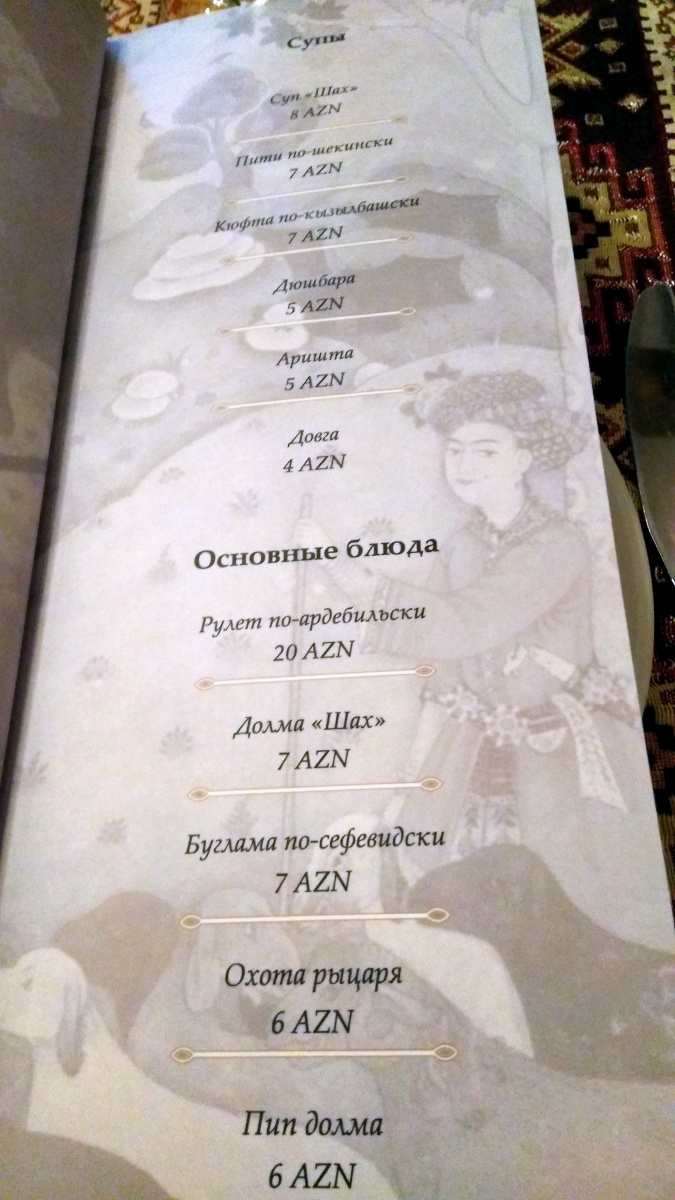 Супы
Суп «Шах»
8 AZN
Пити по-шекински
7 AZN
Кюфта по-кызылбашски
7 AZN
Дюшбара
5 AZN
Аришта
5 AZN
Довга
4 AZN
Основные блюда
Рулет по-ардебильски
20 AZN
Долма «Шах»
7 AZN
Буглама по-сефевидски
7 AZN
Охота рыцаря
6 AZN
Пип долма
6 AZN